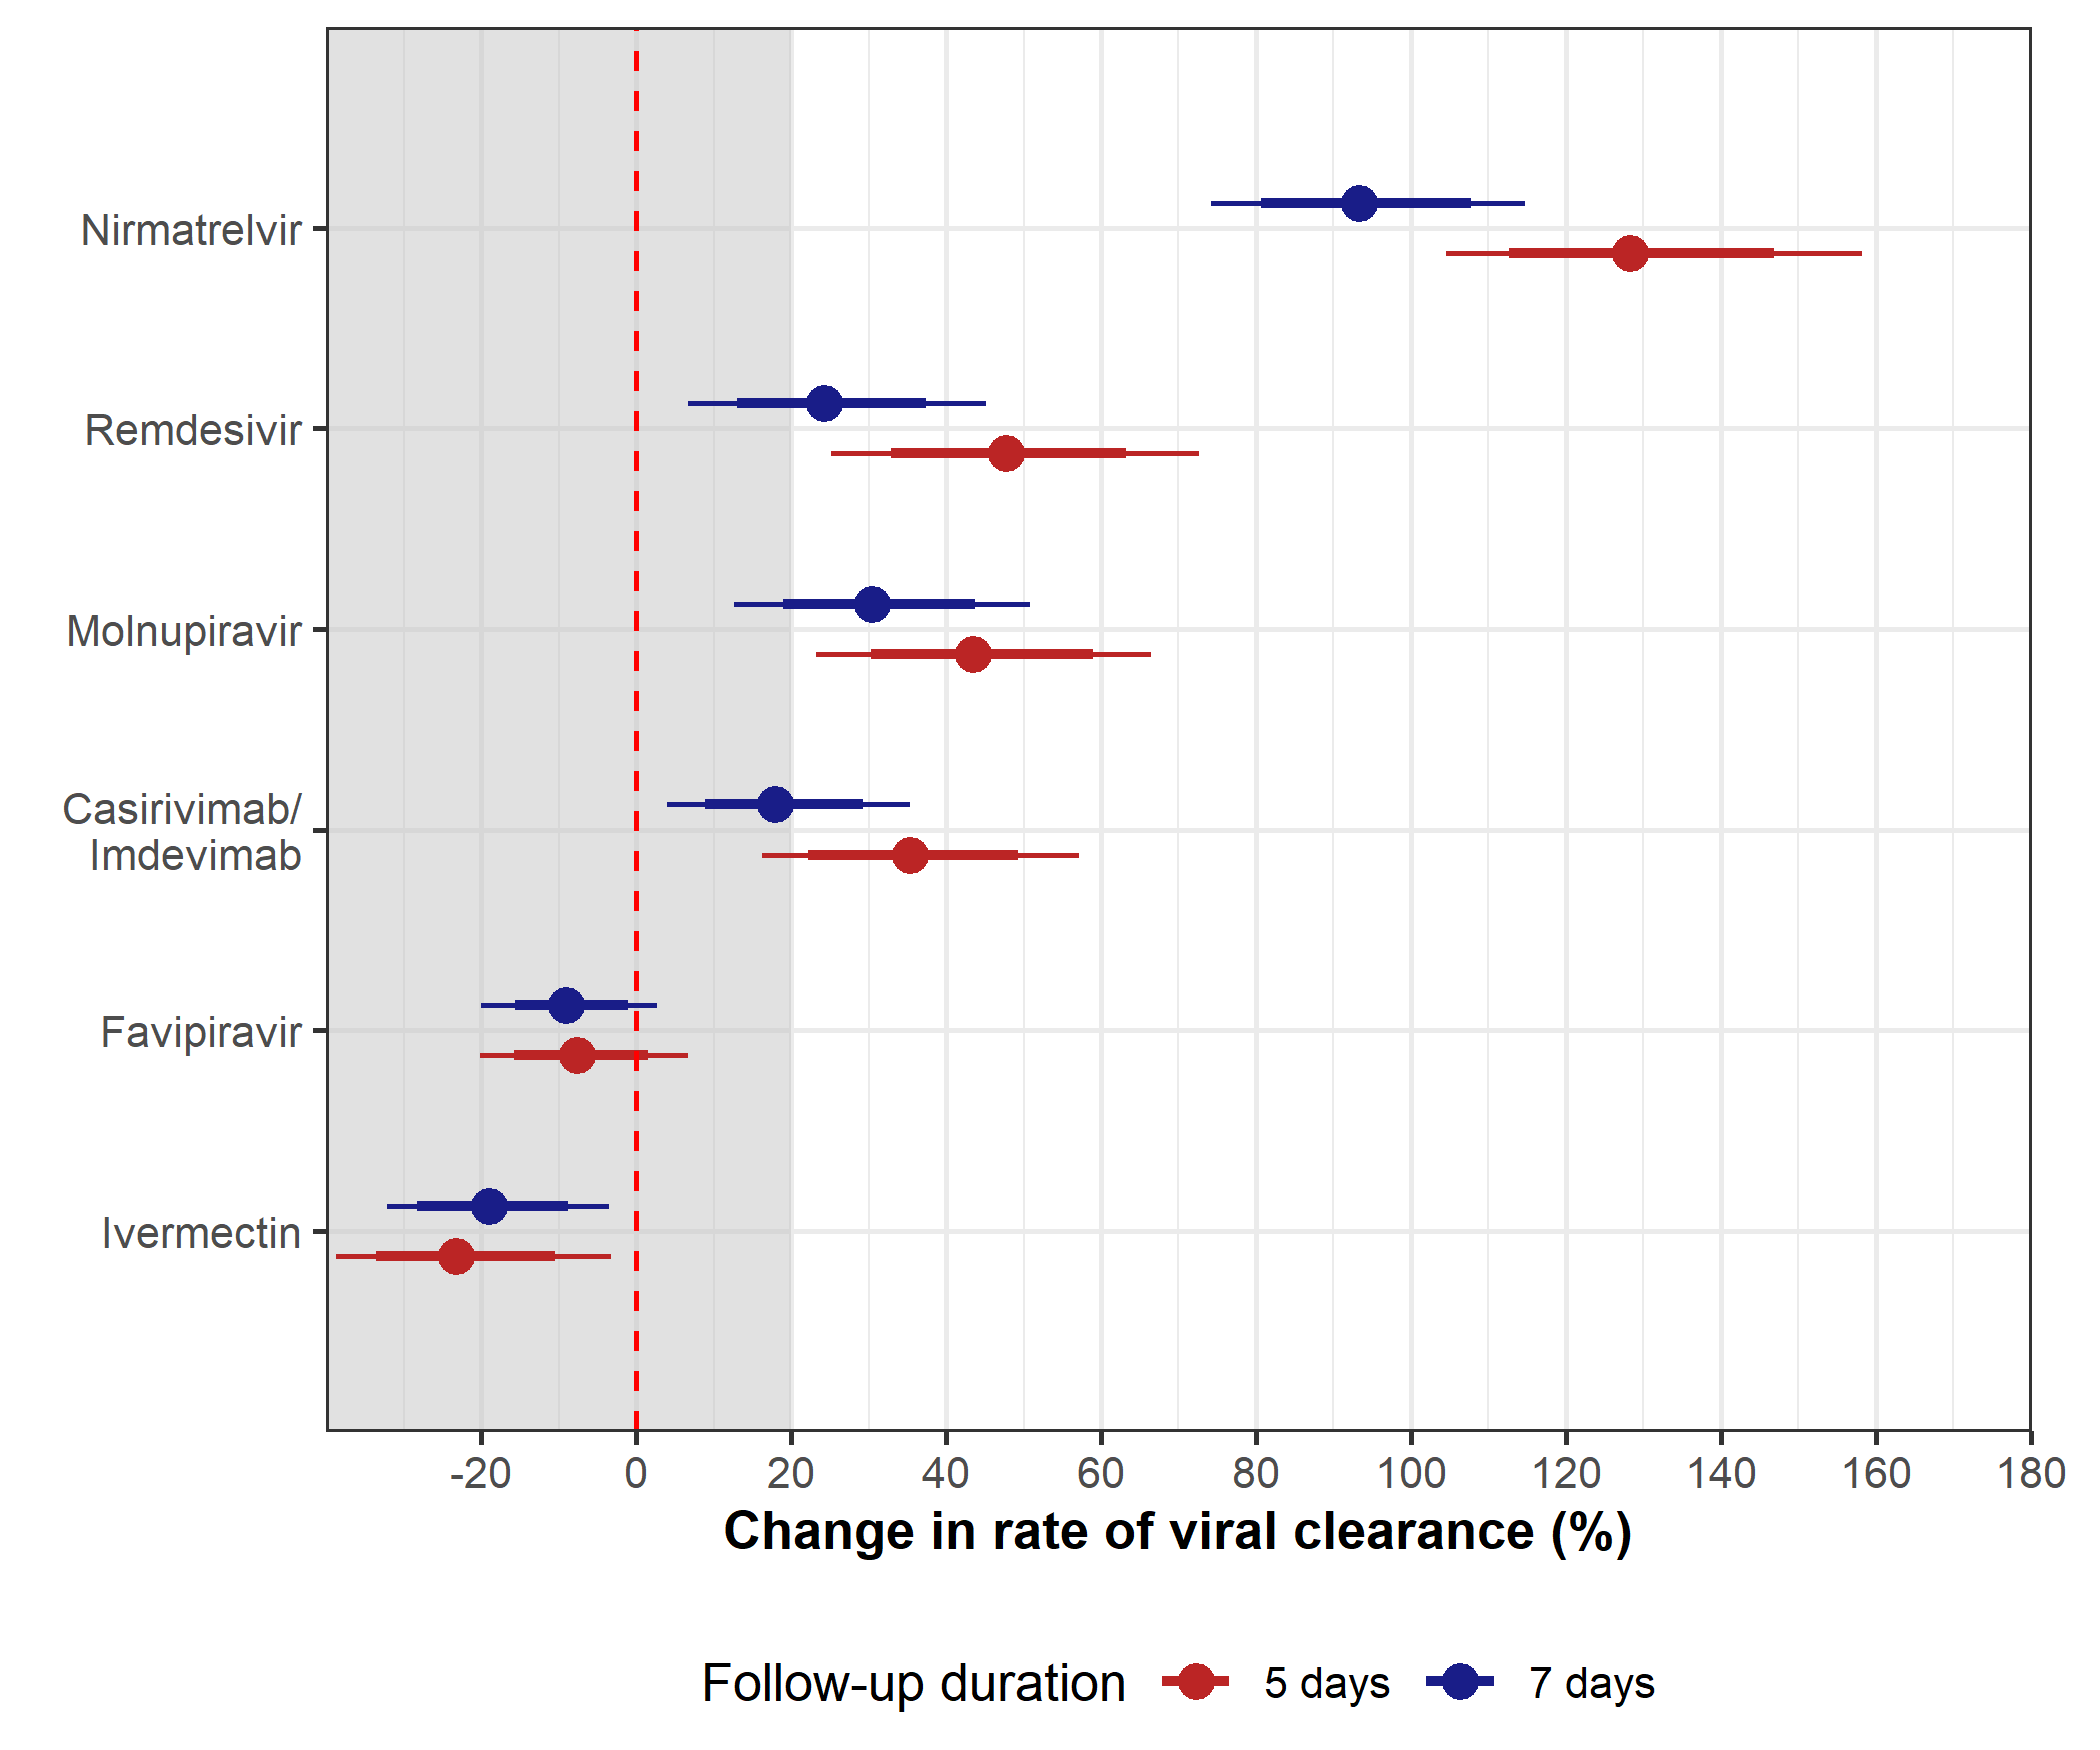 Nirmatrelvir
Remdesivir
Molnupiravir
Casirivimab/
Imdevimab
Favipiravir
Ivermectin
-20 0 20 40 60 80 100 120 140 160 180
Change in rate of viral clearance (%)
Follow-up duration 5 days 7 days